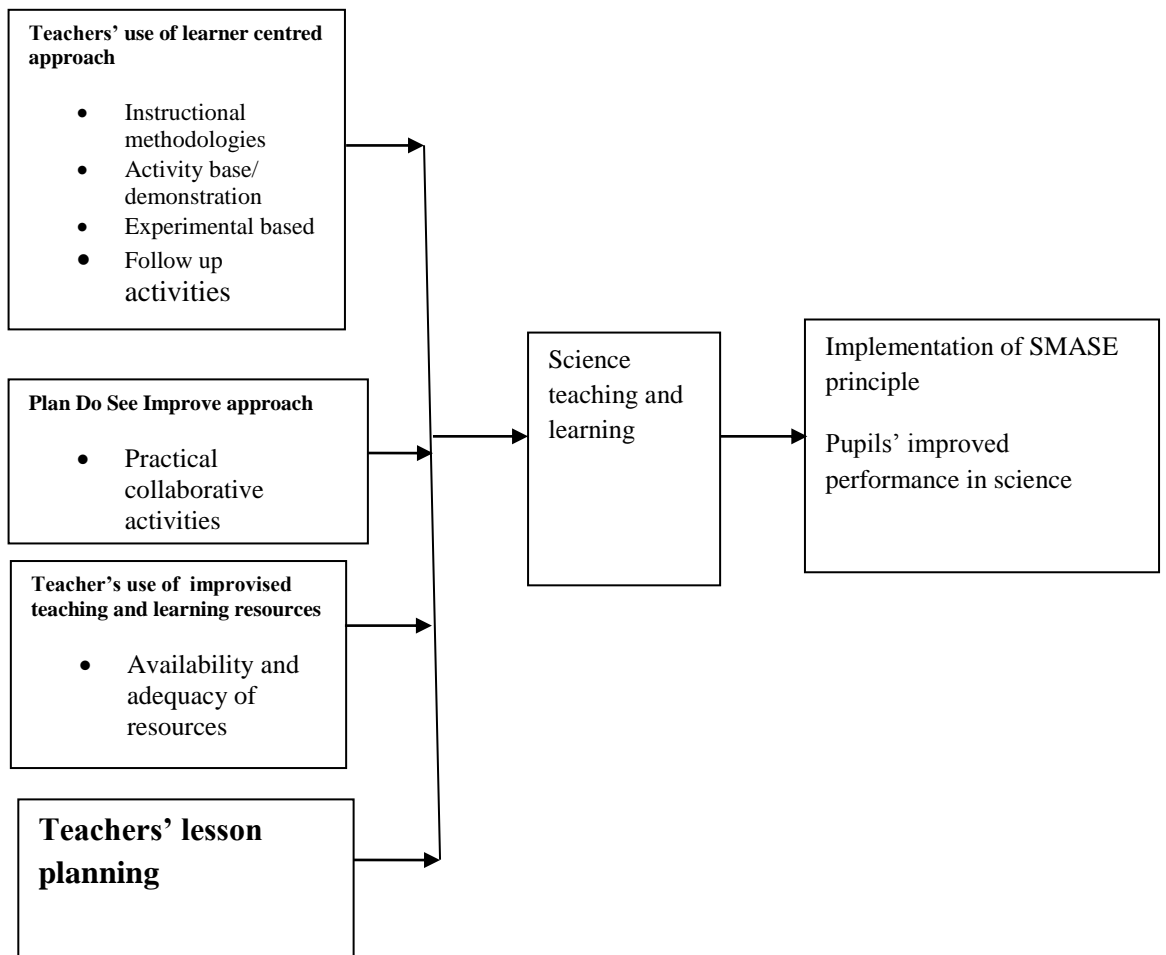 Teachers’ use of learner centred
approach
• Instructional
methodologies
• Activity base/
demonstration
• Experimental based
• Follow up
activities
Plan Do See Improve approach
• Practical
collaborative
activities
Teacher’s use of improvised
teaching and learning resources
• Availability and
adequacy of
resources
Teachers’ lesson
planning
Science
teaching and
learning
Implementation of SMASE
principle
Pupils’ improved
performance in science